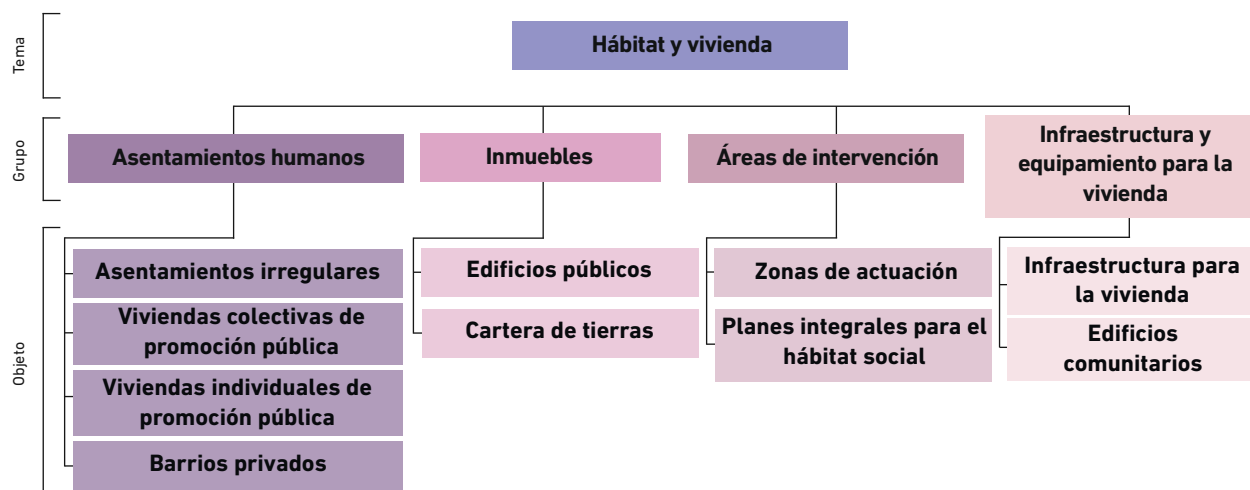 Tema
Hábitat y vivienda
Grupo
Asentamientos humanos
Inmuebles
Áreas de intervención
Infraestructura y
equipamiento para la
vivienda
Objeto
Asentamientos irregulares
Viviendas colectivas de
promoción pública
Viviendas individuales de
promoción pública
Barrios privados
Edificios públicos
Cartera de tierras
Zonas de actuación
Planes integrales para el
hábitat social
Infraestructura para
la vivienda
Edificios
comunitarios